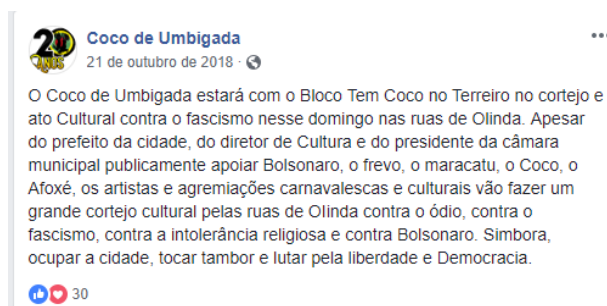 20
ANOS
Coco de Umbigada
21 de outubro de 2018 ·
O Coco de Umbigada estará com o Bloco Tem Coco no Terreiro no cortejo e
ato Cultural contra o fascismo nesse domingo nas ruas de Olinda. Apesar
do prefeito da cidade, do diretor de Cultura e do presidente da câmara
municipal publicamente apoiar Bolsonaro, o frevo, o maracatu, o Coco, o
Afoxé, os artistas e agremiações carnavalescas e culturais vão fazer um
grande cortejo cultural pelas ruas de Olinda contra o ódio, contra o
fascismo, contra a intolerância religiosa e contra Bolsonaro. Simbora,
ocupar a cidade, tocar tambor e lutar pela liberdade e Democracia.
30